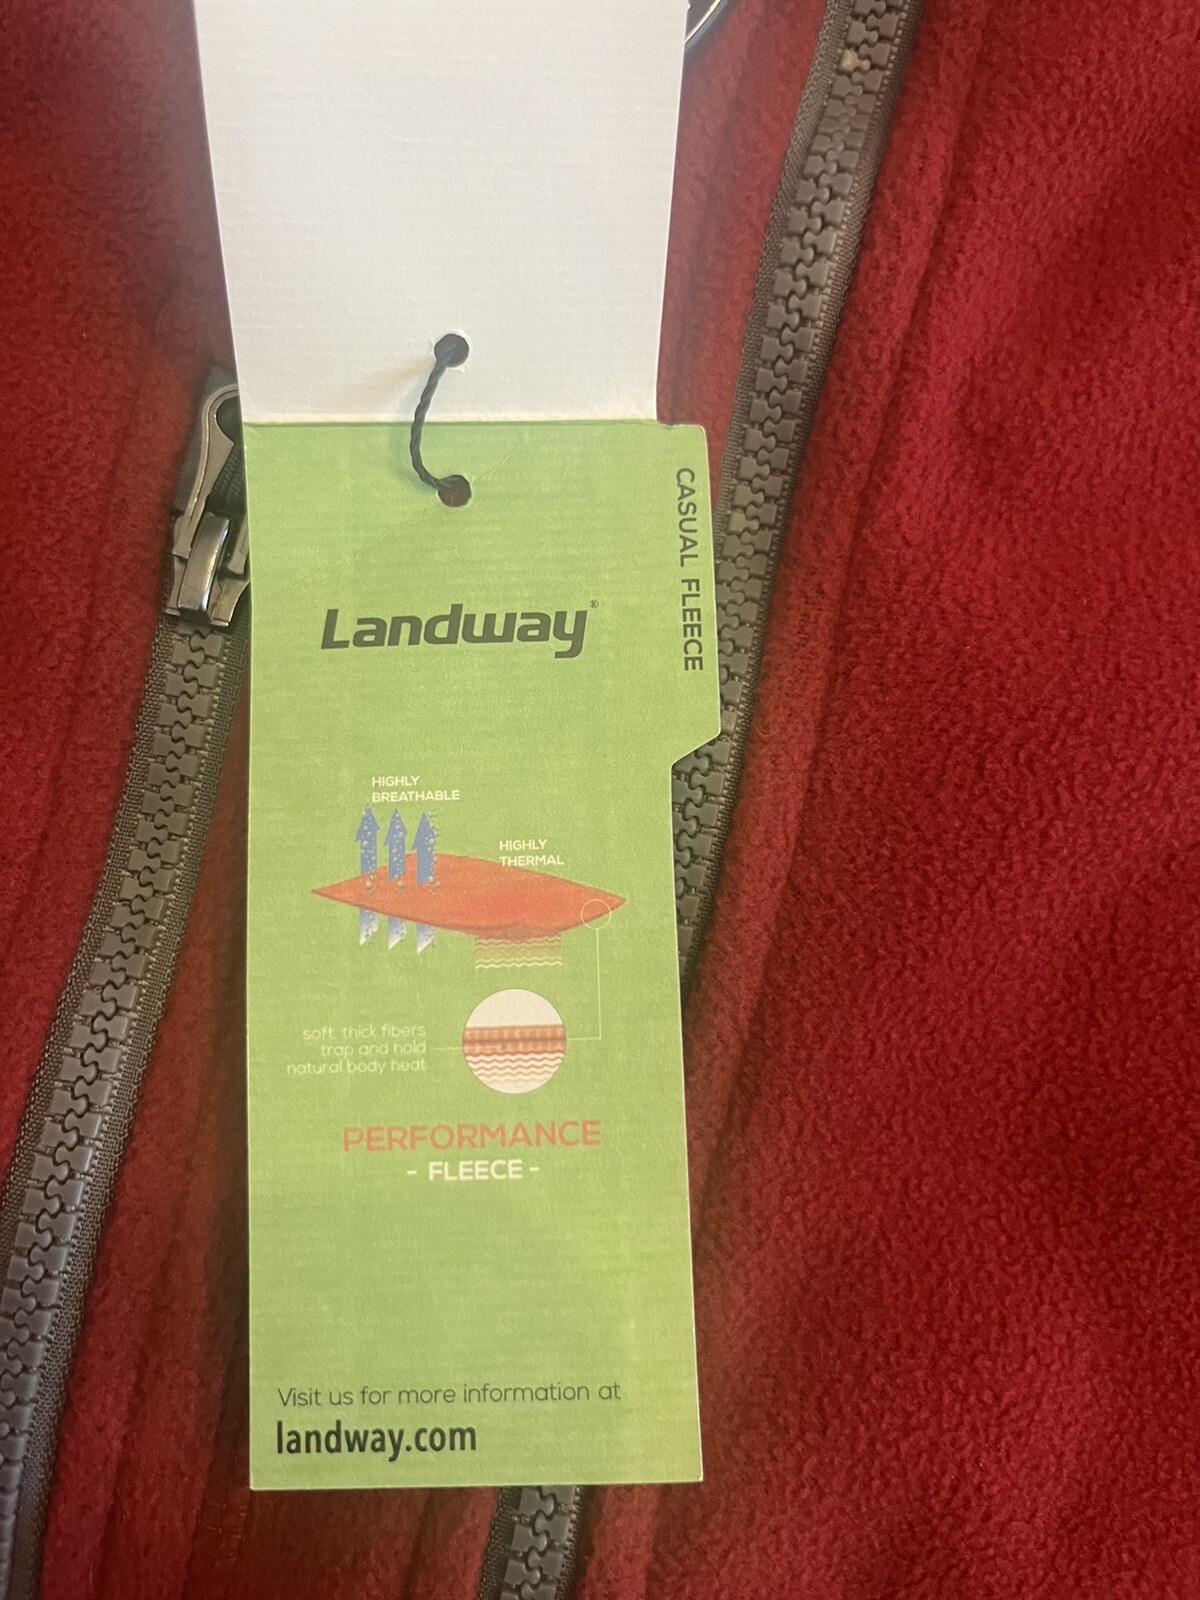 CASUAL FLEECE
Landway®
HIGHLY
BREATHABLE
HIGHLY
THERMAL
soft, thick fibers
trap and hold
natural body heat
PERFORMANCE
- FLEECE -
Visit us for more information at
landway.com